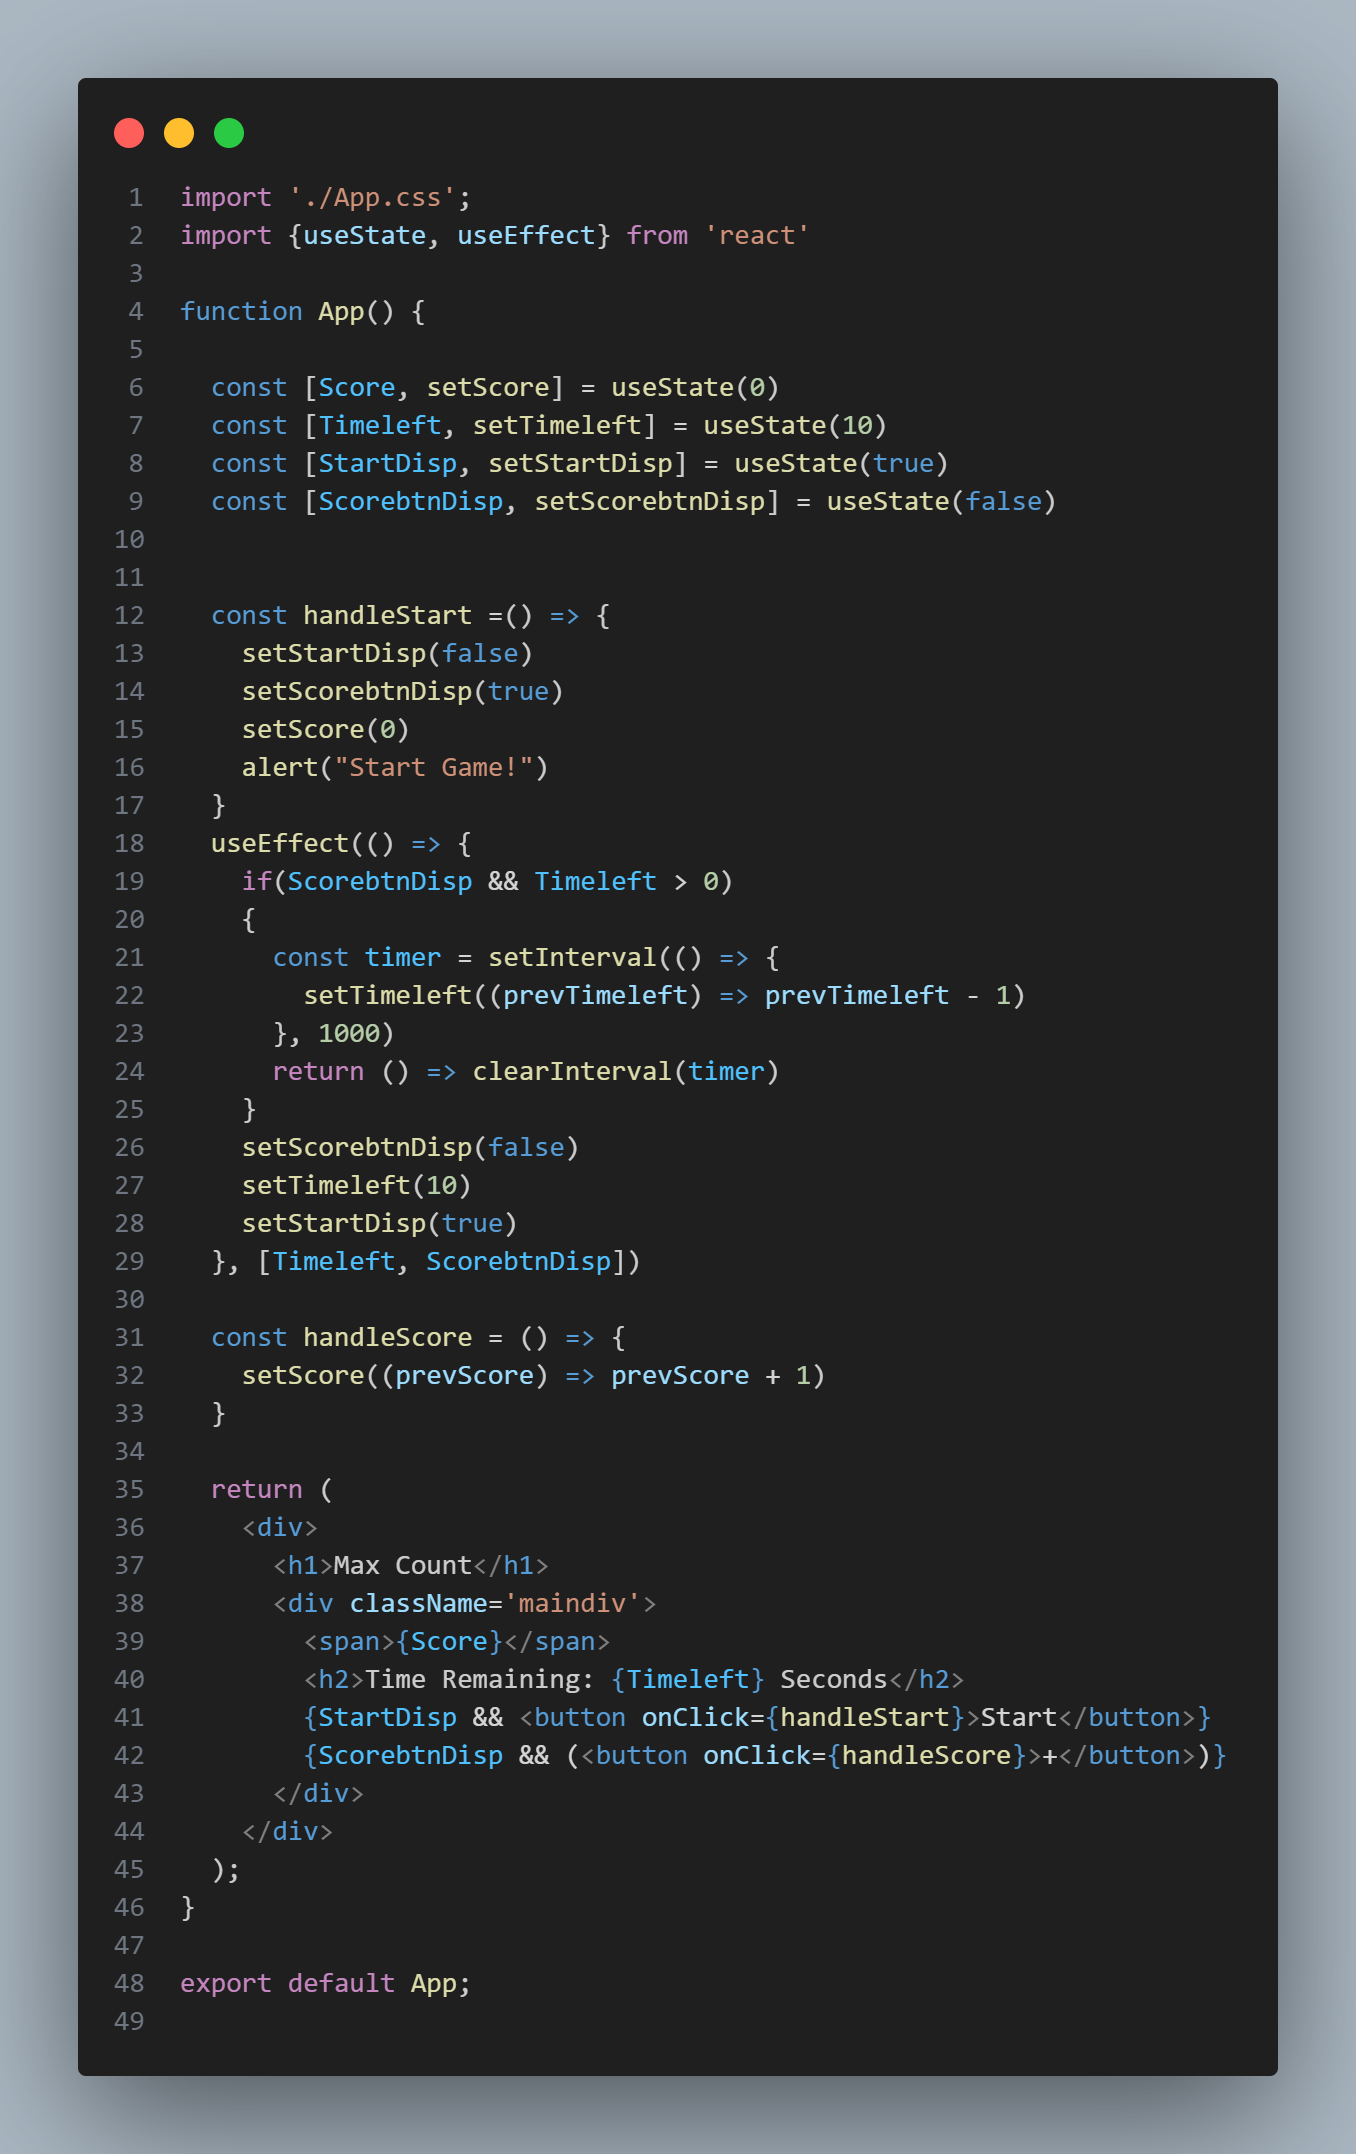 1 import './App.css';
2 import {useState, useEffect} from 'react'
3
4 function App() {
5
6   const [Score, setScore] = useState(0)
7   const [Timeleft, setTimeleft] = useState(10)
8   const [StartDisp, setStartDisp] = useState(true)
9   const [ScorebtnDisp, setScorebtnDisp] = useState(false)
10
11
12   const handleStart =() => {
13     setStartDisp(false)
14     setScorebtnDisp(true)
15     setScore(0)
16     alert("Start Game!")
17   }
18   useEffect(() => {
19     if(ScorebtnDisp && Timeleft > 0)
20     {
21       const timer = setInterval(() => {
22         setTimeleft((prevTimeleft) => prevTimeleft - 1)
23       }, 1000)
24       return () => clearInterval(timer)
25     }
26     setScorebtnDisp(false)
27     setTimeleft(10)
28     setStartDisp(true)
29   }, [Timeleft, ScorebtnDisp])
30
31   const handleScore = () => {
32     setScore((prevScore) => prevScore + 1)
33   }
34
35   return (
36     <div>
37       <h1>Max Count</h1>
38       <div className='maindiv'>
39         <span>{Score}</span>
40         <h2>Time Remaining: {Timeleft} Seconds</h2>
41         {StartDisp && <button onClick={handleStart}>Start</button>}
42         {ScorebtnDisp && (<button onClick={handleScore}>+</button>)}
43       </div>
44     </div>
45   );
46 }
47
48 export default App;
49